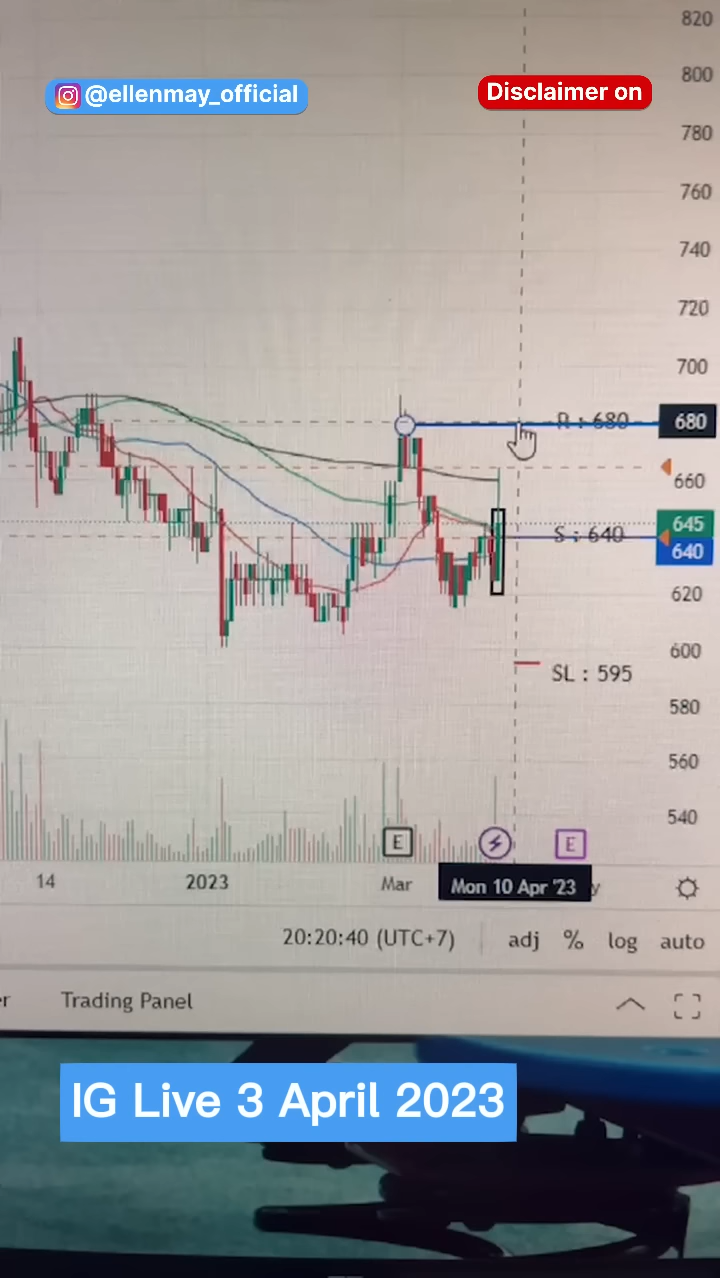 820
@ellenmay_official
Disclaimer on
800
780
760
740
720
700
R : 680
680
660
645
S : 640
640
620
600
SL : 595
580
560
540
E
E
14
2023
Mar
Mon 10 Apr '23
y
20:20:40 (UTC+7)
adj
%
log
auto
er
Trading Panel
IG Live 3 April 2023